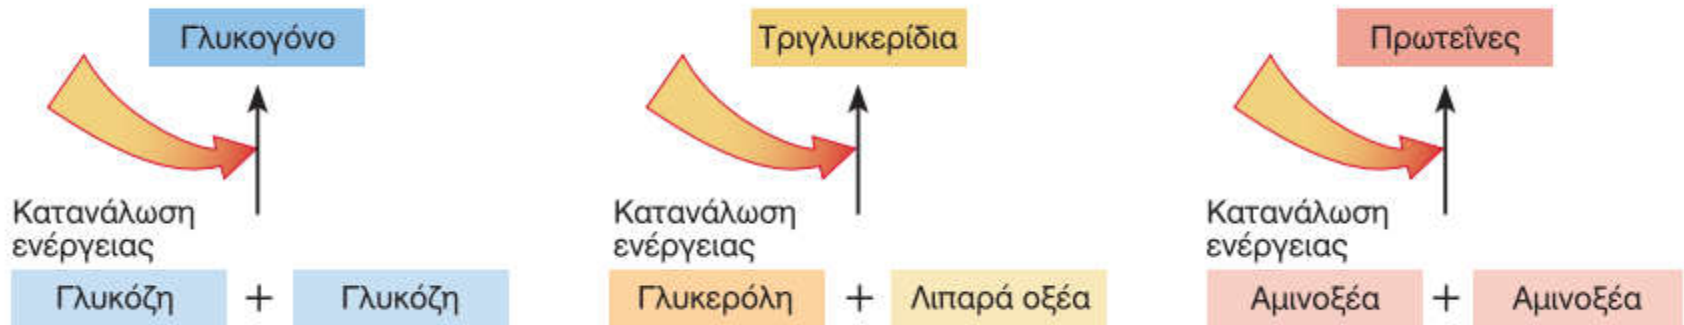 Γλυκογόνο
Κατανάλωση
ενέργειας
Γλυκόζη + Γλυκόζη
Τριγλυκερίδια
Κατανάλωση
ενέργειας
Γλυκερόλη + Λιπαρά οξέα
Πρωτεΐνες
Κατανάλωση
ενέργειας
Αμινοξέα + Αμινοξέα